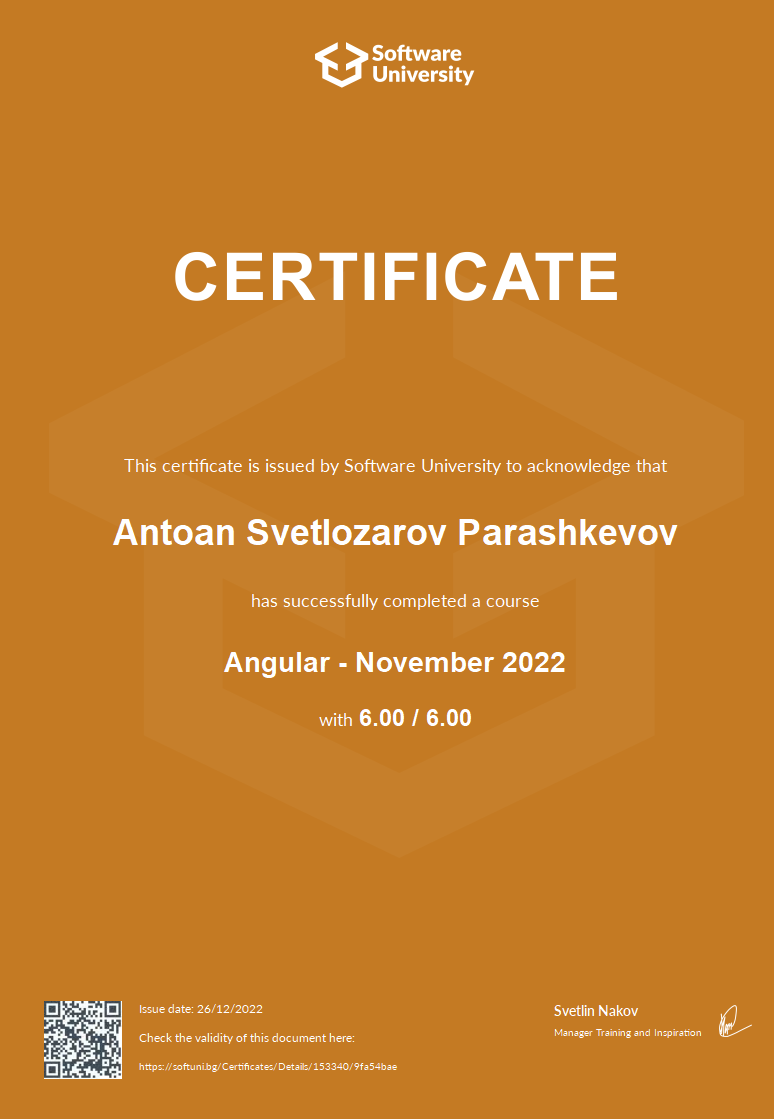 Software
University
CERTIFICATE
This certificate is issued by Software University to acknowledge that
Antoan Svetlozarov Parashkevov
has successfully completed a course
Angular - November 2022
with 6.00 / 6.00
Issue date: 26/12/2022
Check the validity of this document here:
https://softuni.bg/Certificates/Details/153340/9fa54bae
Svetlin Nakov
Manager Training and Inspiration